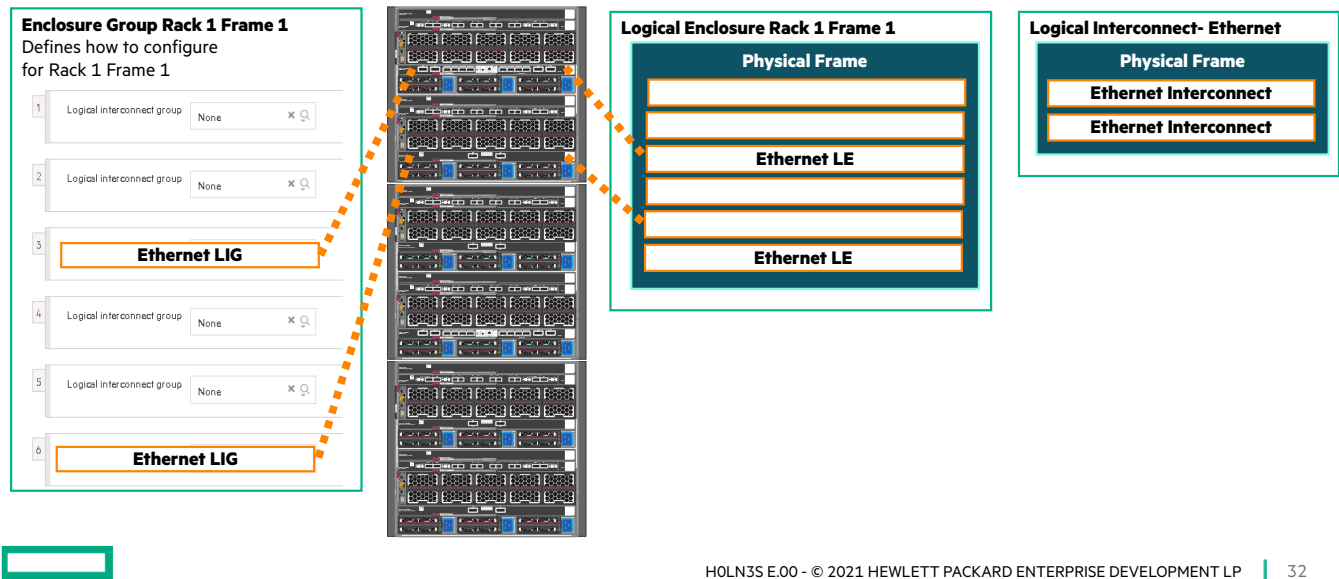 Enclosure Group Rack 1 Frame 1
Defines how to configure
for Rack 1 Frame 1
1
Logical interconnect group
None
×
2
Logical interconnect group
None
×
3
Ethernet LIG
4
Logical interconnect group
None
×
5
Logical interconnect group
None
×
6
Ethernet LIG
Logical Enclosure Rack 1 Frame 1
Physical Frame
Ethernet LE
Ethernet LE
Logical Interconnect- Ethernet
Physical Frame
Ethernet Interconnect
Ethernet Interconnect
H0LN3S E.00 - © 2021 HEWLETT PACKARD ENTERPRISE DEVELOPMENT LP
32